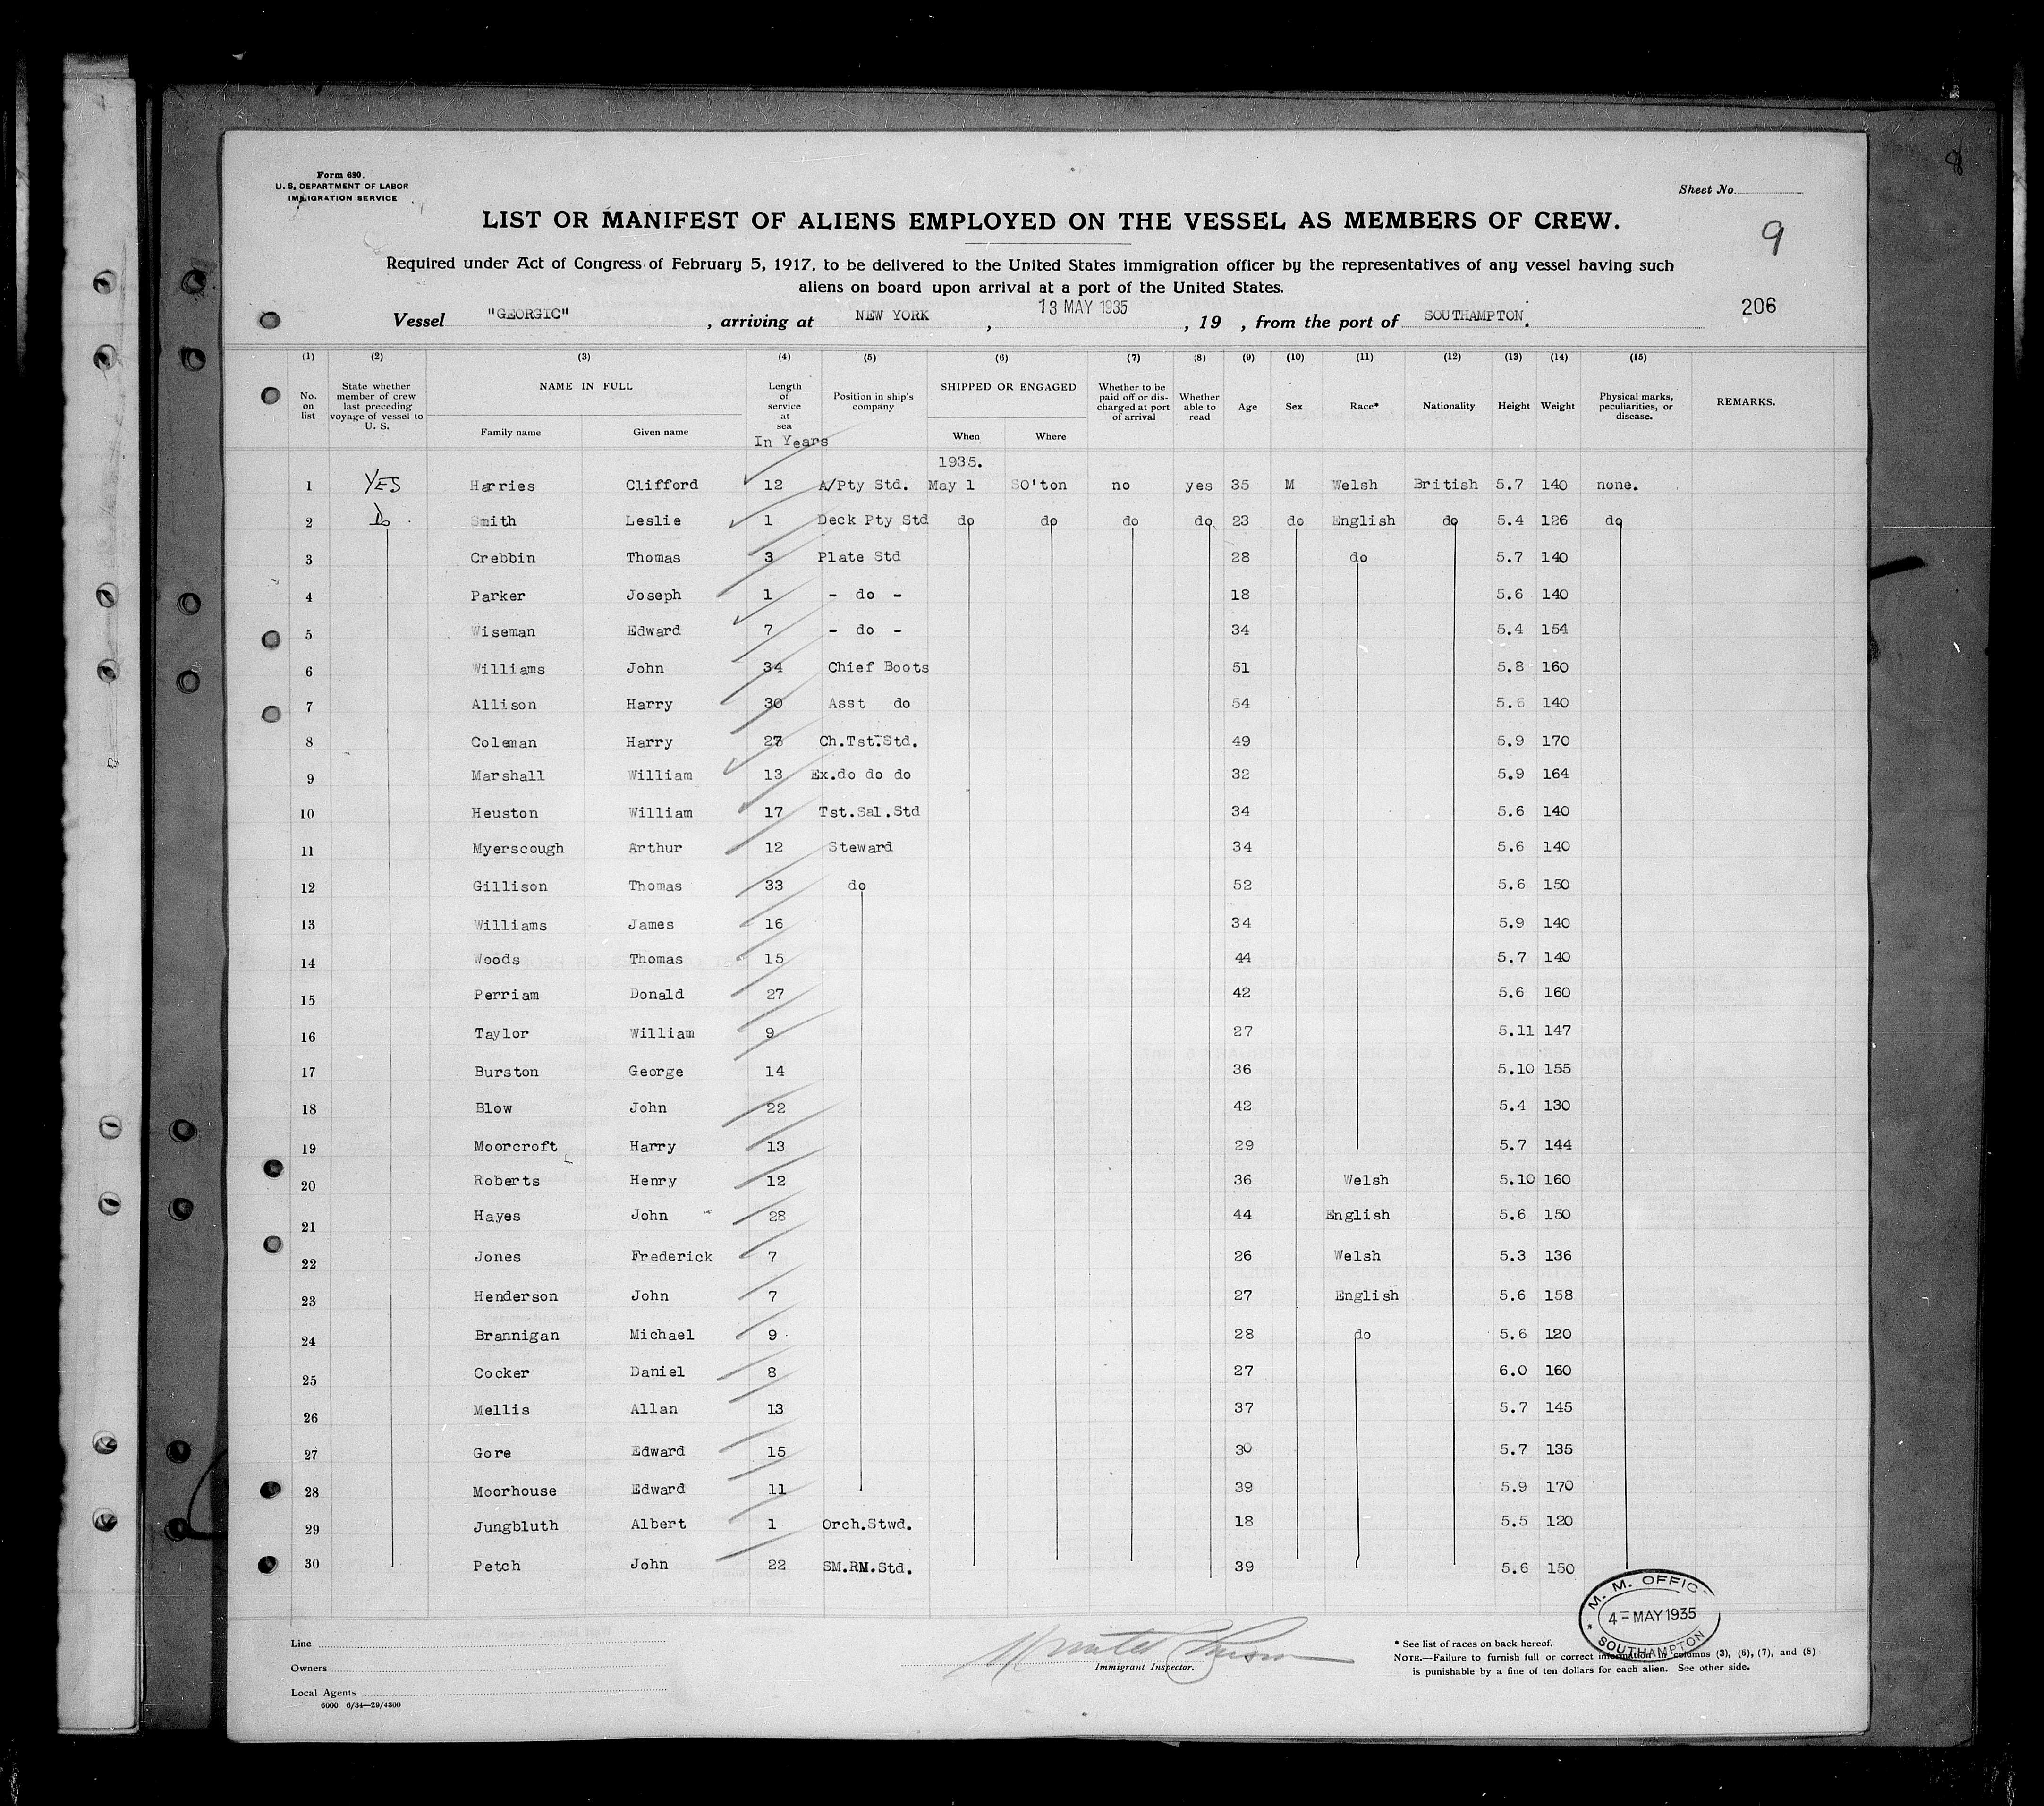 Form 680.
U. S. DEPARTMENT OF LABOR
IMMIGRATION SERVICE
Sheet No.
8
LIST OR MANIFEST OF ALIENS EMPLOYED ON THE VESSEL AS MEMBERS OF CREW.
9
Required under Act of Congress of February 5, 1917, to be delivered to the United States immigration officer by the representatives of any vessel having such
aliens on board upon arrival at a port of the United States.
Vessel "GEORGIC" , arriving at NEW YORK , 13 MAY 1935 , 19 , from the port of SOUTHAMPTON. 206
(1) (2) (3) (4) (5) (6) (7) (8) (9) (10) (11) (12) (13) (14) (15)
No. on list State whether member of crew last preceding voyage of vessel to U. S. NAME IN FULL Family name Given name Length of service at sea In Years Position in ship's company SHIPPED OR ENGAGED When Where Whether to be paid off or discharged at port of arrival Whether able to read Age Sex Race* Nationality Height Weight Physical marks, peculiarities, or disease. REMARKS.
1935.
1 YES Harries Clifford 12 A/Pty Std. May 1 SO'ton no yes 35 M Welsh British 5.7 140 none.
2 Do Smith Leslie 1 Deck Pty Std do do do do 23 do English do 5.4 126 do
3 Crebbin Thomas 3 Plate Std 28 do 5.7 140
4 Parker Joseph 1 - do - 18 5.6 140
5 Wiseman Edward 7 - do - 34 5.4 154
6 Williams John 34 Chief Boots 51 5.8 160
7 Allison Harry 30 Asst do 54 5.6 140
8 Coleman Harry Ch.Tst.Std. 49 5.9 170
9 Marshall William 13 Ex.do do do 32 5.9 164
10 Heuston William 17 Tst.Sal.Std 34 5.6 140
11 Myerscough Arthur 12 Steward 34 5.6 140
12 Gillison Thomas 33 do 52 5.6 150
13 Williams James 16 34 5.9 140
14 Woods Thomas 15 44 5.7 140
15 Perriam Donald 27 42 5.6 160
16 Taylor William 9 27 5.11 147
17 Burston George 14 36 5.10 155
18 Blow John 22 42 5.4 130
19 Moorcroft Harry 13 29 5.7 144
20 Roberts Henry 12 36 Welsh 5.10 160
21 Hayes John 28 44 English 5.6 150
22 Jones Frederick 7 26 Welsh 5.3 136
23 Henderson John 7 27 English 5.6 158
24 Brannigan Michael 9 28 do 5.6 120
25 Cocker Daniel 8 27 6.0 160
26 Mellis Allan 13 37 5.7 145
27 Gore Edward 15 30 5.7 135
28 Moorhouse Edward 11 39 5.9 170
29 Jungbluth Albert 1 Orch.Stwd. 18 5.5 120
30 Petch John 22 SM.RM.Std. 39 5.6 150
M. M. OFFIC
4 - MAY 1935
SOUTHAMPTON
Line
Owners
Local Agents
6000 6/34—29/4300
Immigrant Inspector.
* See list of races on back hereof.
NOTE.—Failure to furnish full or correct information in columns (3), (6), (7), and (8)
is punishable by a fine of ten dollars for each alien. See other side.